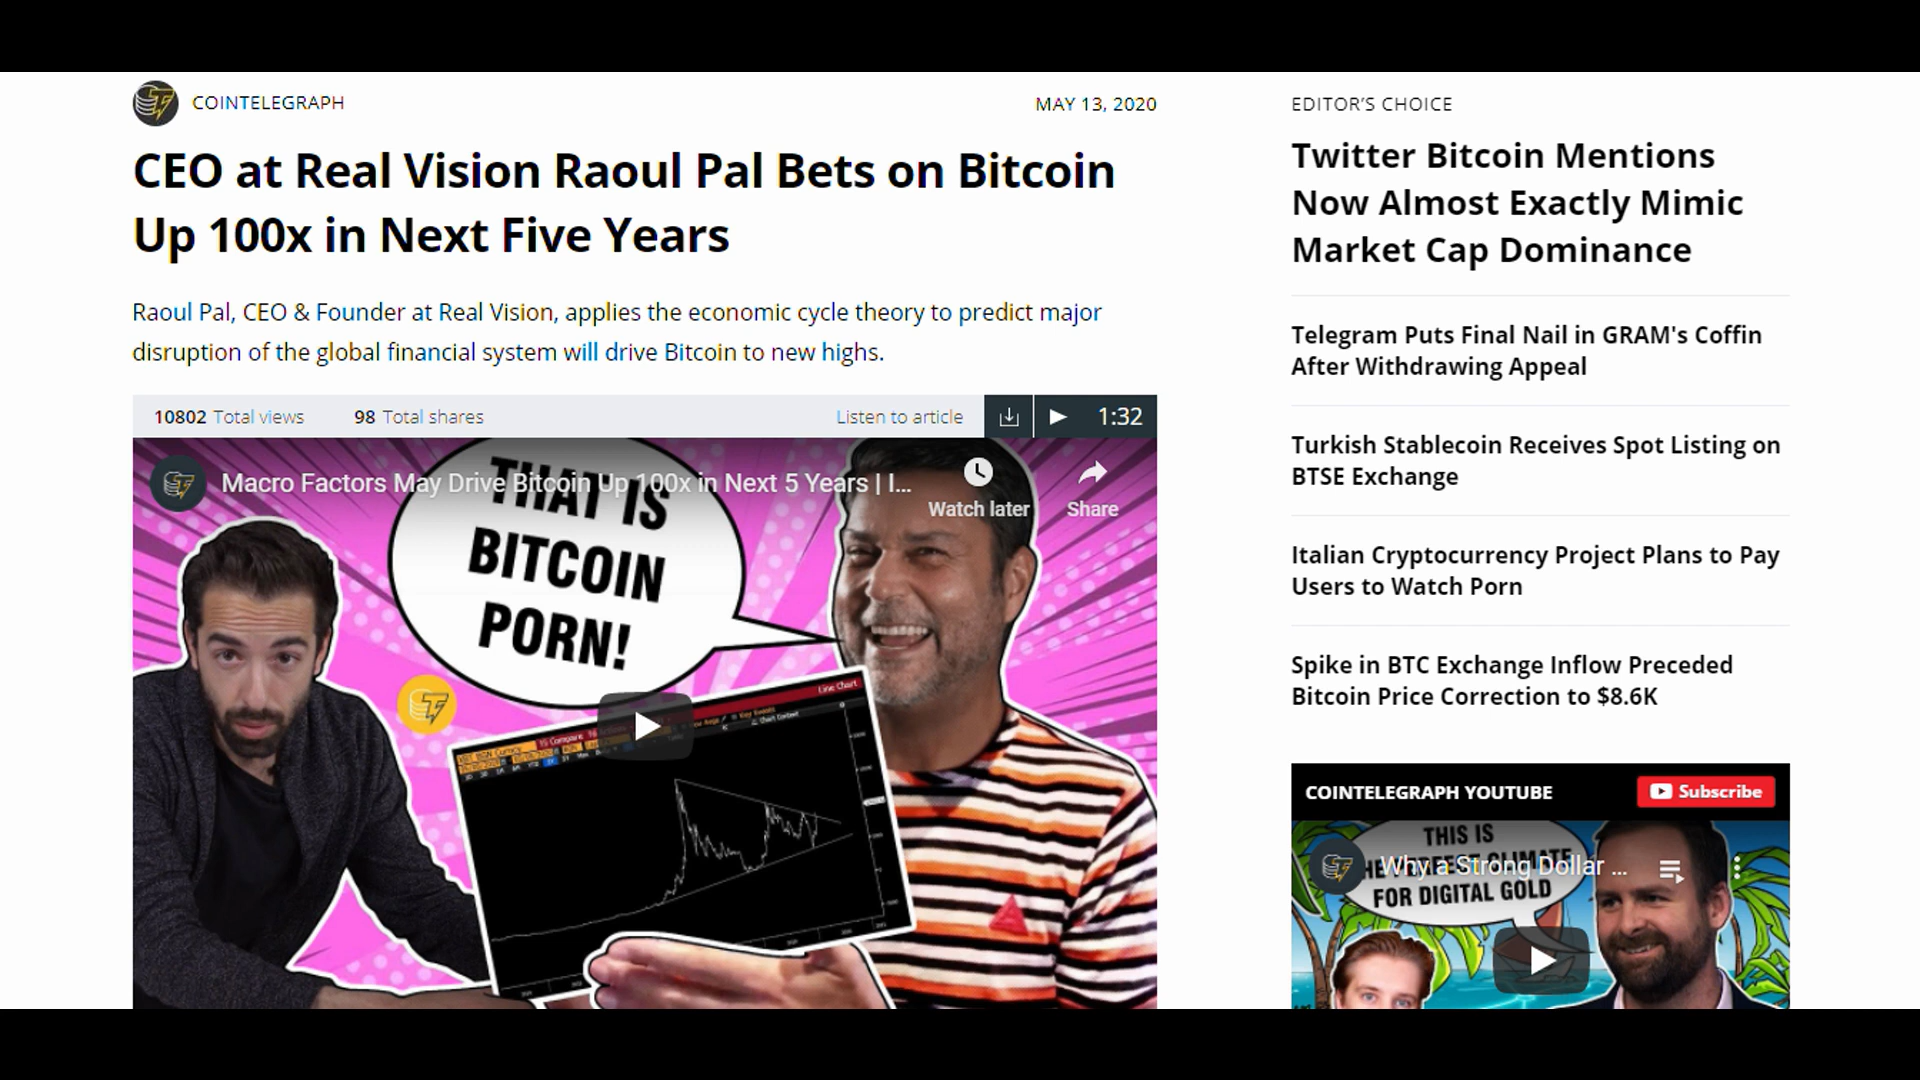 COINTELEGRAPH
MAY 13, 2020
CEO at Real Vision Raoul Pal Bets on Bitcoin
Up 100x in Next Five Years
Raoul Pal, CEO & Founder at Real Vision, applies the economic cycle theory to predict major
disruption of the global financial system will drive Bitcoin to new highs.
10802 Total views
98 Total shares
Listen to article
1:32
Macro Factors May Drive Bitcoin Up 100x in Next 5 Years | I...
Watch later
Share
THAT IS
BITCOIN
PORN!
Line Chart
EDITOR'S CHOICE
Twitter Bitcoin Mentions
Now Almost Exactly Mimic
Market Cap Dominance
Telegram Puts Final Nail in GRAM's Coffin
After Withdrawing Appeal
Turkish Stablecoin Receives Spot Listing on
BTSE Exchange
Italian Cryptocurrency Project Plans to Pay
Users to Watch Porn
Spike in BTC Exchange Inflow Preceded
Bitcoin Price Correction to $8.6K
COINTELEGRAPH YOUTUBE
Subscribe
Why a Strong Dollar ...
THIS IS
CLIMATE
FOR DIGITAL GOLD